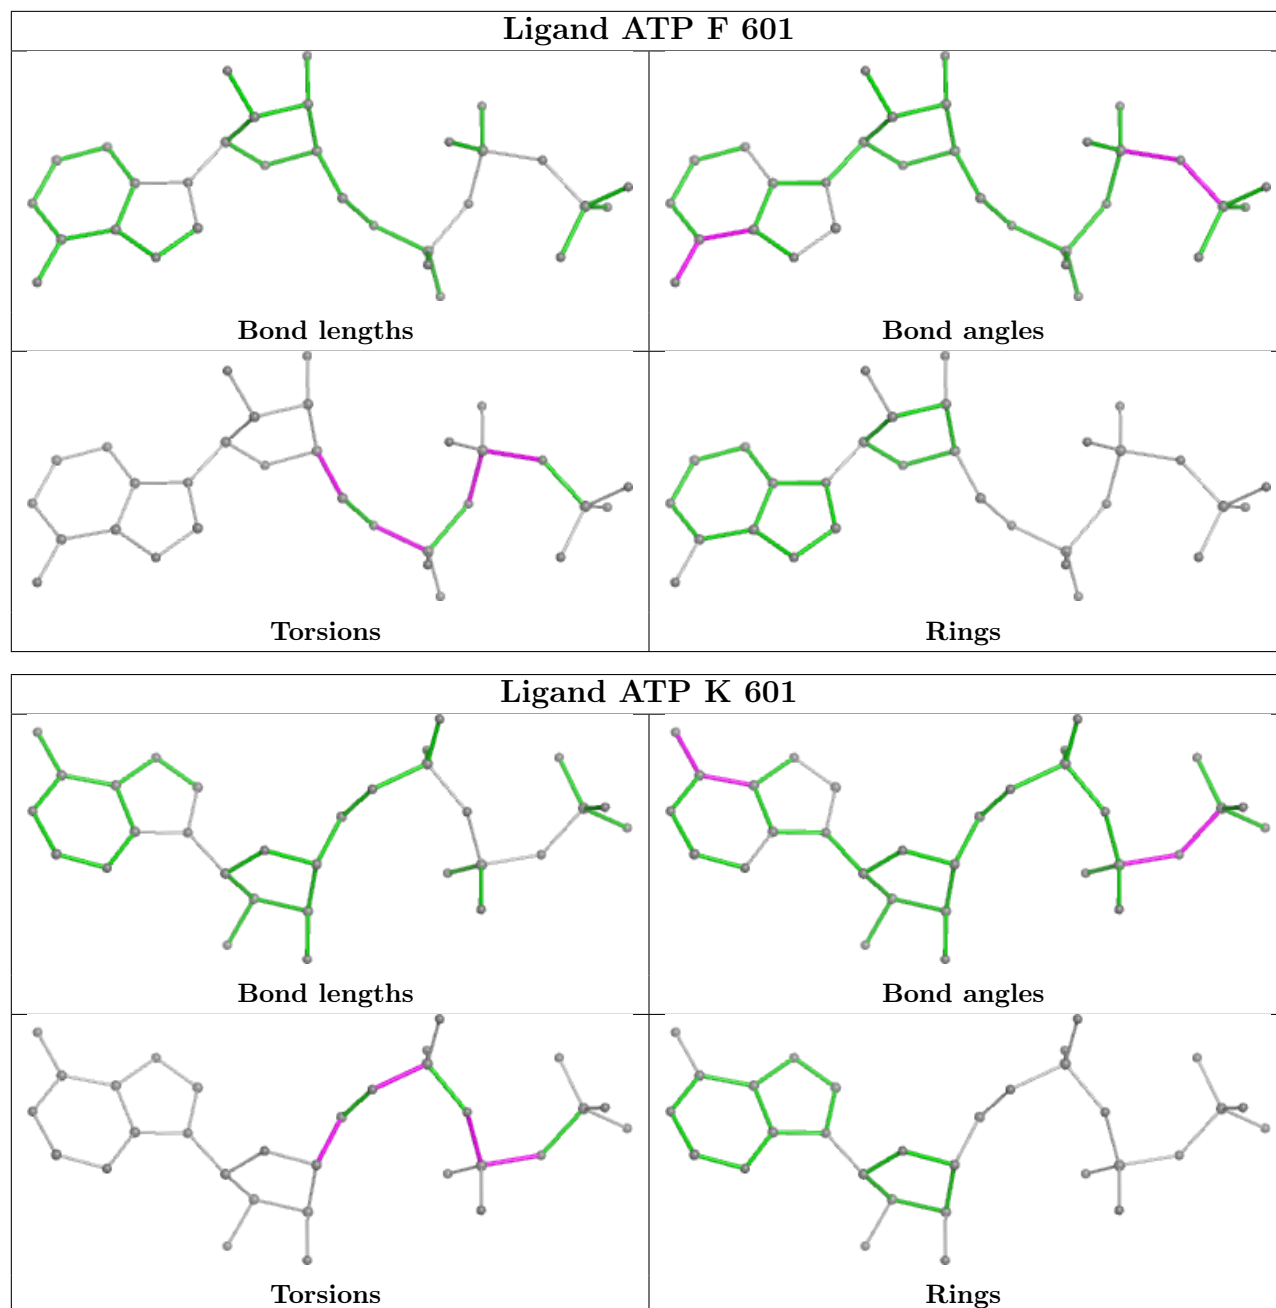 Ligand ATP F 601
Bond lengths
Bond angles
Torsions
Rings
Ligand ATP K 601
Bond lengths
Bond angles
Torsions
Rings